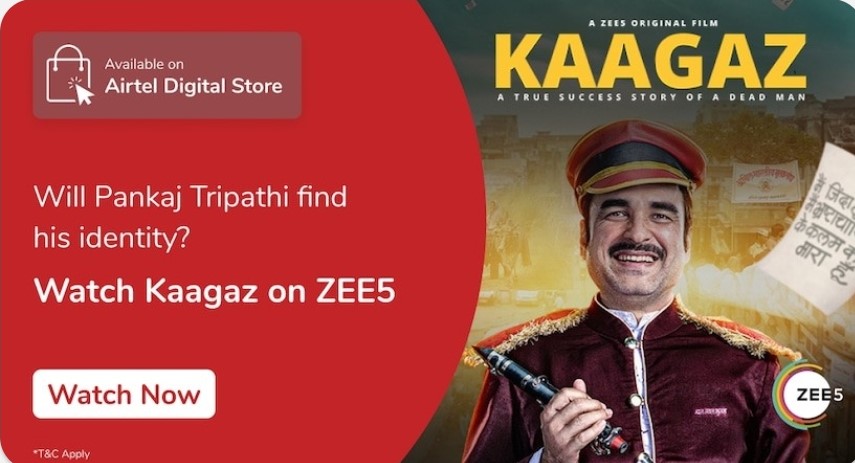 Available on
Airtel Digital Store
Will Pankaj Tripathi find
his identity?
Watch Kaagaz on ZEE5
Watch Now
*T&C Apply
A ZEE5 ORIGINAL FILM
KAAGAZ
A TRUE SUCCESS STORY OF A DEAD MAN
के कलम
मारा हूँ
ZEE5